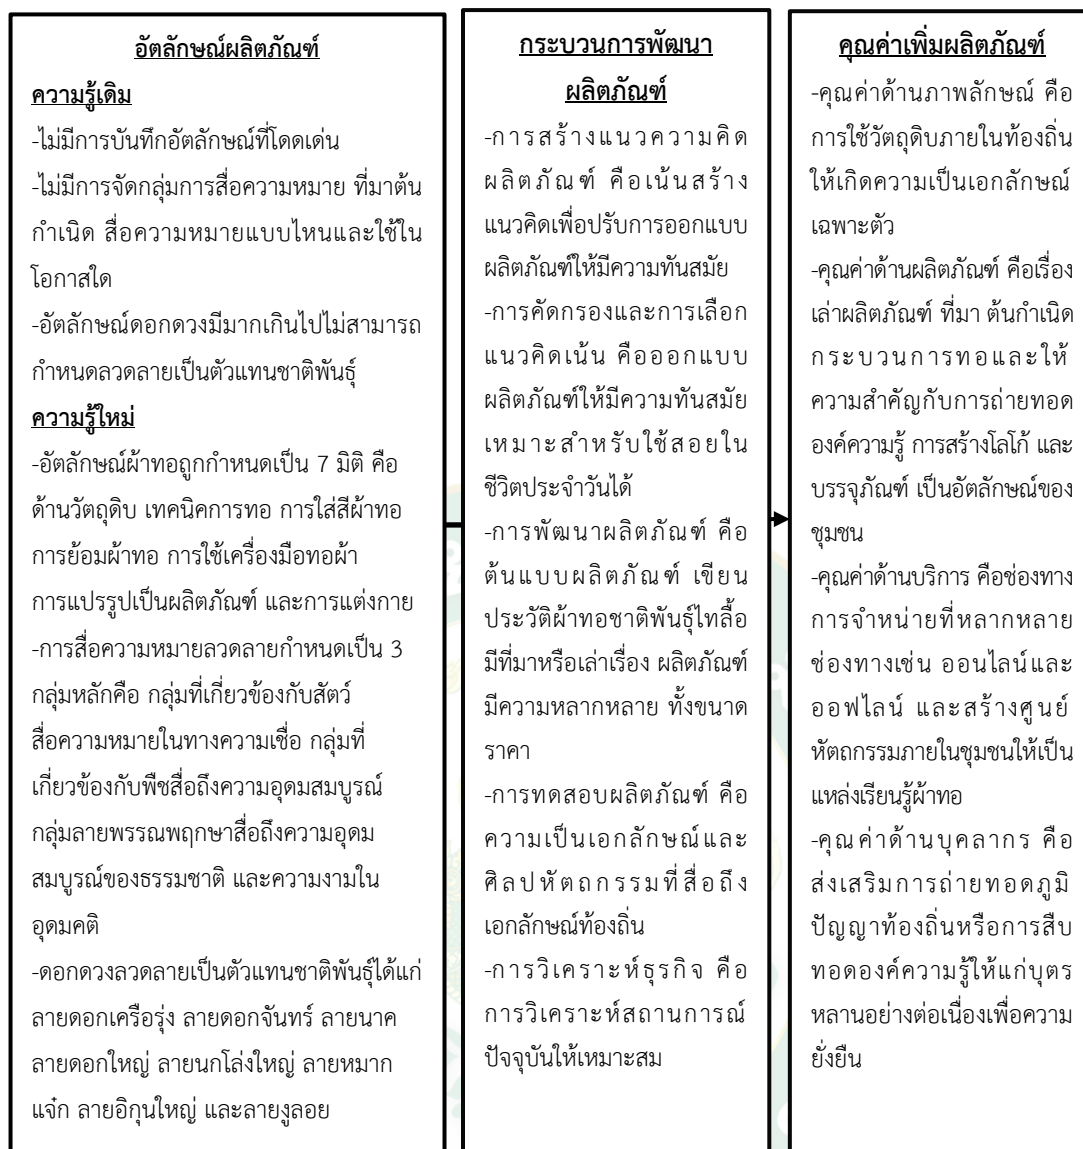 อัตลักษณ์ผลิตภัณฑ์
ความรู้เดิม
-ไม่มีการบันทึกอัตลักษณ์ที่โดดเด่น
-ไม่มีการจัดกลุ่มการสื่อความหมาย ที่มาต้น
กำเนิด สื่อความหมายแบบไหนและใช้ใน
โอกาสใด
-อัตลักษณ์ดอกดวงมีมากเกินไปไม่สามารถ
กำหนดลวดลายเป็นตัวแทนชาติพันธุ์
ความรู้ใหม่
-อัตลักษณ์ผ้าทอถูกกำหนดเป็น 7 มิติ คือ
ด้านวัตถุดิบ เทคนิคการทอ การใส่สีผ้าทอ
การย้อมผ้าทอ การใช้เครื่องมือทอผ้า
การแปรรูปเป็นผลิตภัณฑ์ และการแต่งกาย
-การสื่อความหมายลวดลายกำหนดเป็น 3
กลุ่มหลักคือ กลุ่มที่เกี่ยวข้องกับสัตว์
สื่อความหมายในทางความเชื่อ กลุ่มที่
เกี่ยวข้องกับพืชสื่อถึงความอุดมสมบูรณ์
กลุ่มลายพรรณพฤกษาสื่อถึงความอุดม
สมบูรณ์ของธรรมชาติ และความงามใน
อุดมคติ
-ดอกดวงลวดลายเป็นตัวแทนชาติพันธุ์ได้แก่
ลายดอกเครือรุ่ง ลายดอกจันทร์ ลายนาค
ลายดอกใหญ่ ลายนกโล่งใหญ่ ลายหมาก
แจ๋ก ลายอิกุนใหญ่ และลายงูลอย
กระบวนการพัฒนา
ผลิตภัณฑ์
-การสร้างแนวความคิด
ผลิตภัณฑ์ คือเน้นสร้าง
แนวคิดเพื่อปรับการออกแบบ
ผลิตภัณฑ์ให้มีความทันสมัย
-การคัดกรองและการเลือก
แนวคิดเน้น คือออกแบบ
ผลิตภัณฑ์ให้มีความทันสมัย
เหมาะสำหรับใช้สอยใน
ชีวิตประจำวันได้
-การพัฒนาผลิตภัณฑ์ คือ
ต้นแบบผลิตภัณฑ์ เขียน
ประวัติผ้าทอชาติพันธุ์ไทลื้อ
มีที่มาหรือเล่าเรื่อง ผลิตภัณฑ์
มีความหลากหลาย ทั้งขนาด
ราคา
-การทดสอบผลิตภัณฑ์ คือ
ความเป็นเอกลักษณ์และ
ศิลปหัตถกรรมที่สื่อถึง
เอกลักษณ์ท้องถิ่น
-การวิเคราะห์ธุรกิจ คือ
การวิเคราะห์สถานการณ์
ปัจจุบันให้เหมาะสม
คุณค่าเพิ่มผลิตภัณฑ์
-คุณค่าด้านภาพลักษณ์ คือ
การใช้วัตถุดิบภายในท้องถิ่น
ให้เกิดความเป็นเอกลักษณ์
เฉพาะตัว
-คุณค่าด้านผลิตภัณฑ์ คือเรื่อง
เล่าผลิตภัณฑ์ ที่มา ต้นกำเนิด
กระบวนการทอและให้
ความสำคัญกับการถ่ายทอด
องค์ความรู้ การสร้างโลโก้ และ
บรรจุภัณฑ์ เป็นอัตลักษณ์ของ
ชุมชน
-คุณค่าด้านบริการ คือช่องทาง
การจำหน่ายที่หลากหลาย
ช่องทางเช่น ออนไลน์และ
ออฟไลน์ และสร้างศูนย์
หัตถกรรมภายในชุมชนให้เป็น
แหล่งเรียนรู้ผ้าทอ
-คุณค่าด้านบุคลากร คือ
ส่งเสริมการถ่ายทอดภูมิ
ปัญญาท้องถิ่นหรือการสืบ
ทอดองค์ความรู้ให้แก่บุตร
หลานอย่างต่อเนื่องเพื่อความ
ยั่งยืน